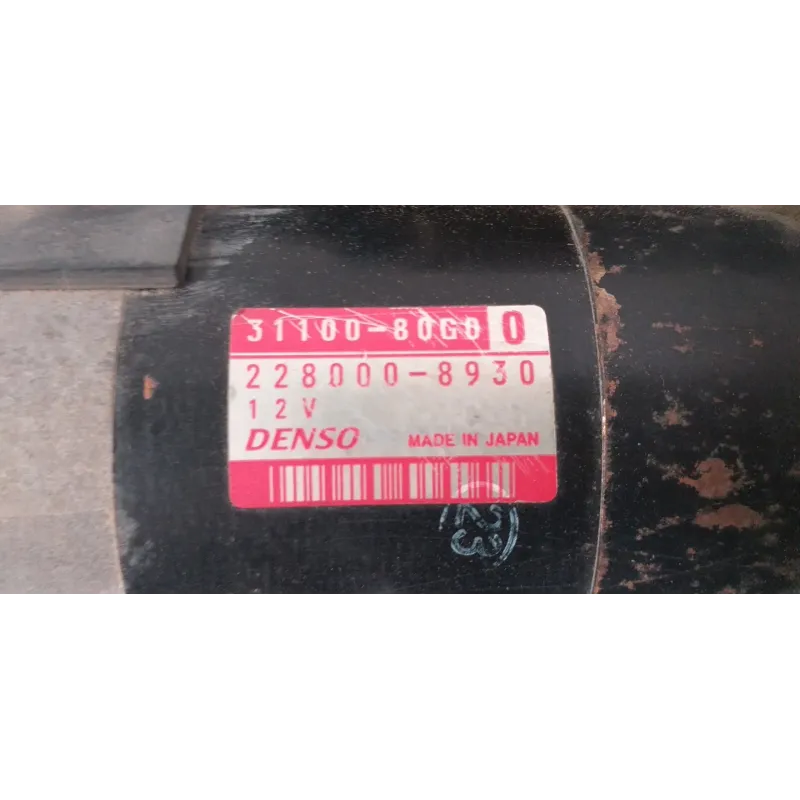 31100-80G0 0
228000-8930
12V
DENSO MADE IN JAPAN